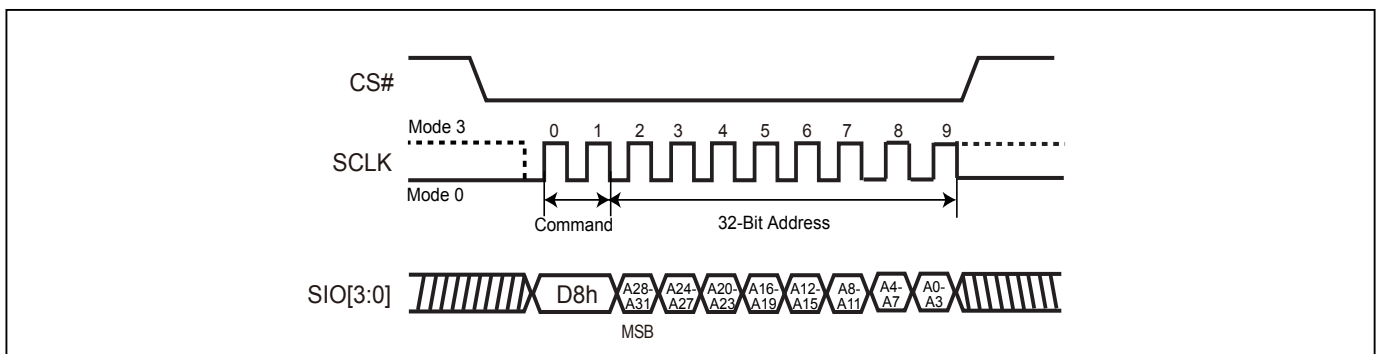 CS#
Mode 3
0 1 2 3 4 5 6 7 8 9
SCLK
Mode 0
Command
32-Bit Address
SIO[3:0]
D8h
A28-
A31
A24-
A27
A20-
A23
A16-
A19
A12-
A15
A8-
A11
A4-
A7
A0-
A3
MSB